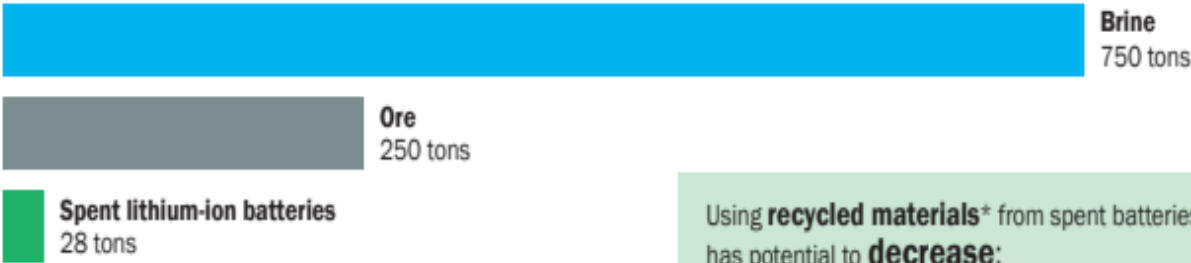 Brine
750 tons
Ore
250 tons
Spent lithium-ion batteries
28 tons
Using recycled materials* from spent batteries
has potential to decrease: